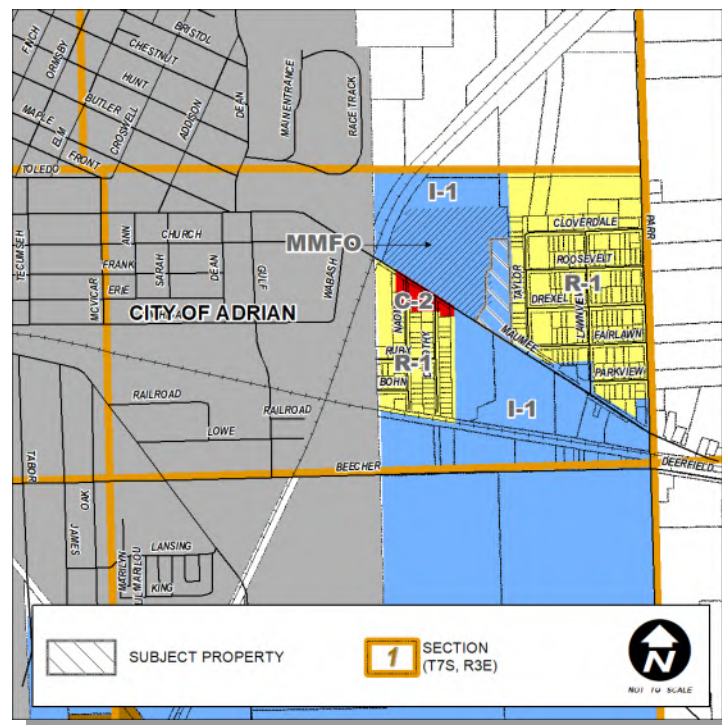 BRISTOL
FINCH
ORMSBY
CHESTNUT
HUNT
MAPLE
BUTLER
ELM
CROSWELL
ADDISON
DEAN
MAIN ENTRANCE
RACE TRACK
FRONT
TOLEDO
I-1
PARR
TECUMSEH
ANN
CHURCH
MMFO
CLOVERDALE
ROOSEVELT
FRANK
SARAH
DEAN
GULF
WABASH
TAYLOR
R-1
ERIE
C-2
DREXEL
LAWNVIEW
MCVICAR
CITY OF ADRIAN
MAUMEE
FAIRLAWN
RUBY
R-1
PARKVIEW
BOHN
RAILROAD
I-1
RAILROAD
LOWE
BEECHER
DEERFIELD
TABOR
OAK
JAMES
LANSING
MARILYN
MARILOU
KING
SUBJECT PROPERTY
1
SECTION
(T7S, R3E)
N
NOT TO SCALE